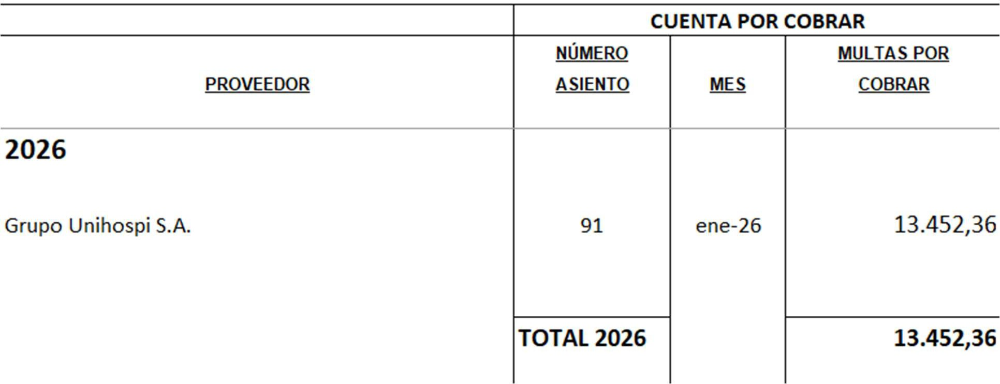 CUENTA POR COBRAR
PROVEEDOR
NÚMERO
ASIENTO
MES
MULTAS POR
COBRAR
2026
Grupo Unihospi S.A. 91 ene-26 13.452,36
TOTAL 2026 13.452,36